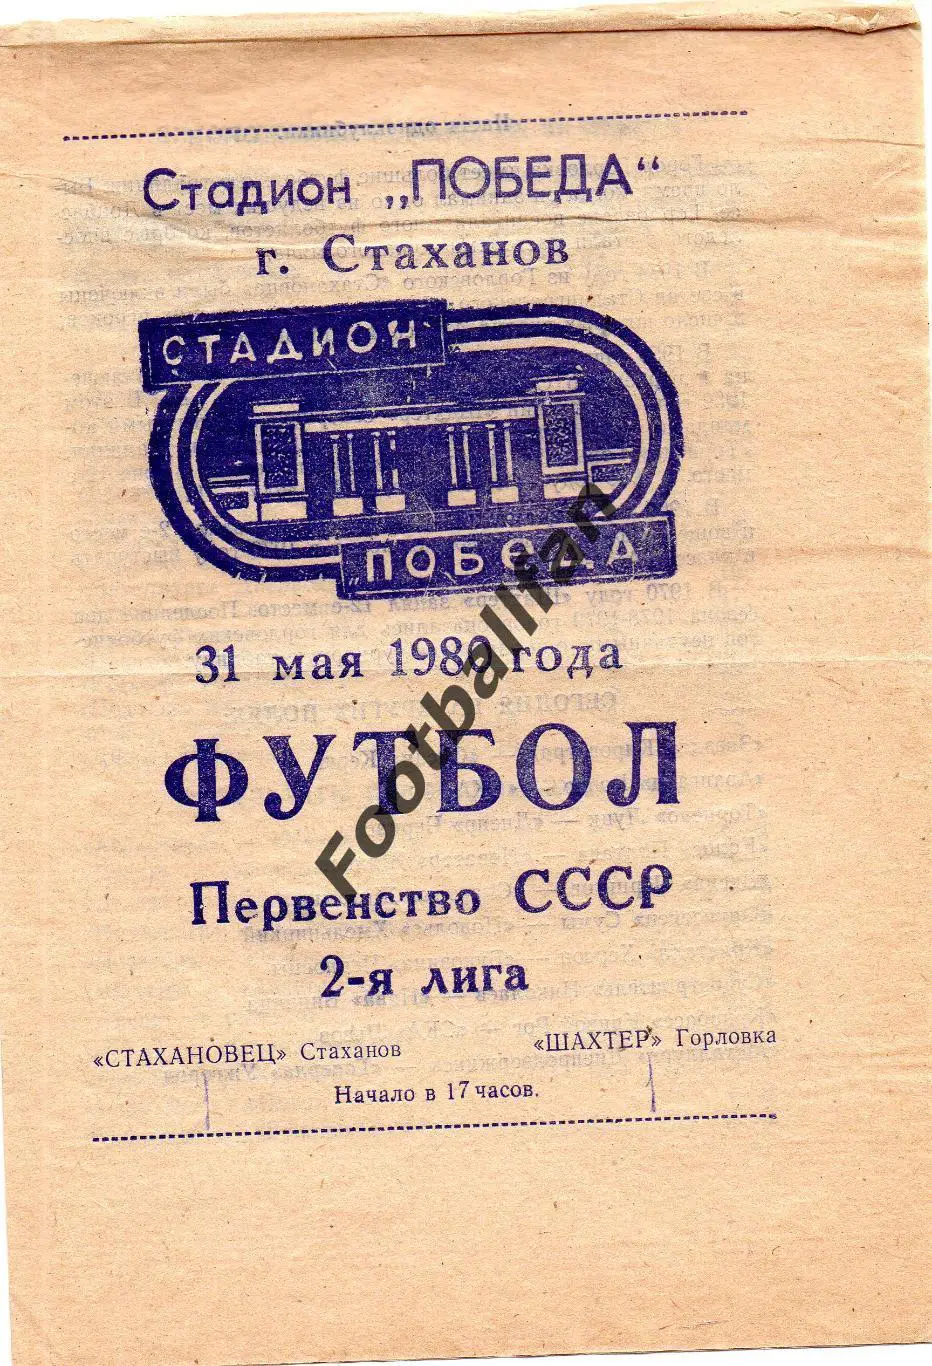 Стадион „ПОБЕДА“
г. Стаханов
СТАДИОН
"ПОБЕДА"
31 мая 1980 года
ФУТБОЛ
Первенство СССР
2-я лига
«СТАХАНОВЕЦ» Стаханов «ШАХТЕР» Горловка
Начало в 17 часов.
Footballfan